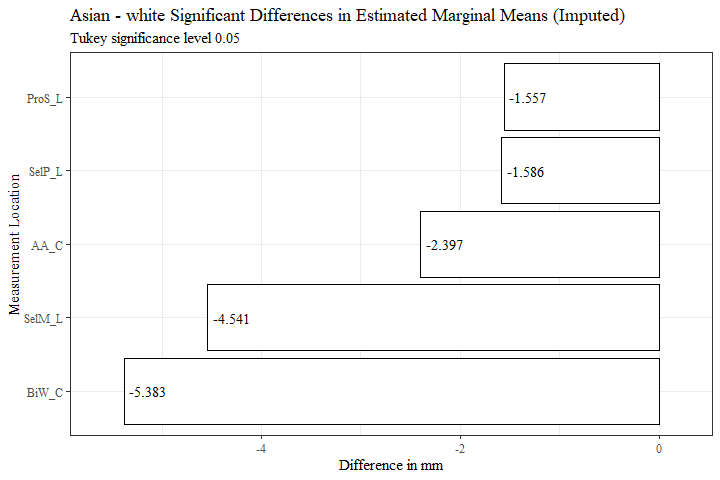 Asian - white Significant Differences in Estimated Marginal Means (Imputed)
Tukey significance level 0.05
Measurement Location
ProS_L
-1.557
SelP_L
-1.586
AA_C
-2.397
SelM_L
-4.541
BiW_C
-5.383
-4
-2
0
Difference in mm